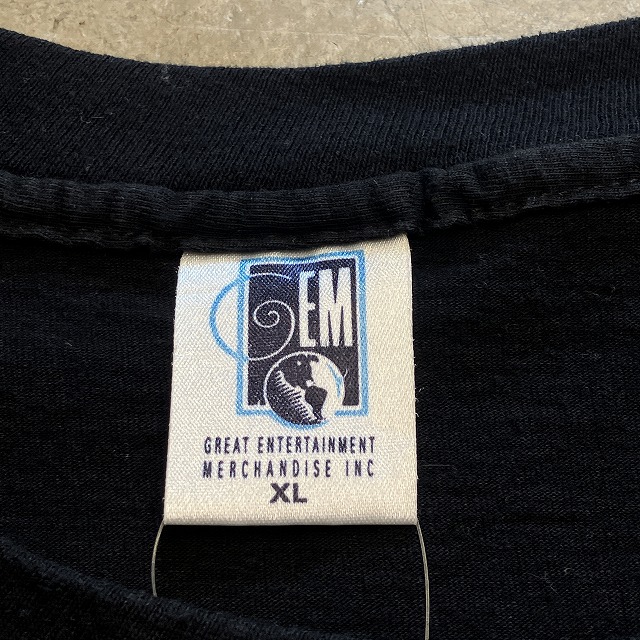 GEM
GREAT ENTERTAINMENT
MERCHANDISE INC
XL